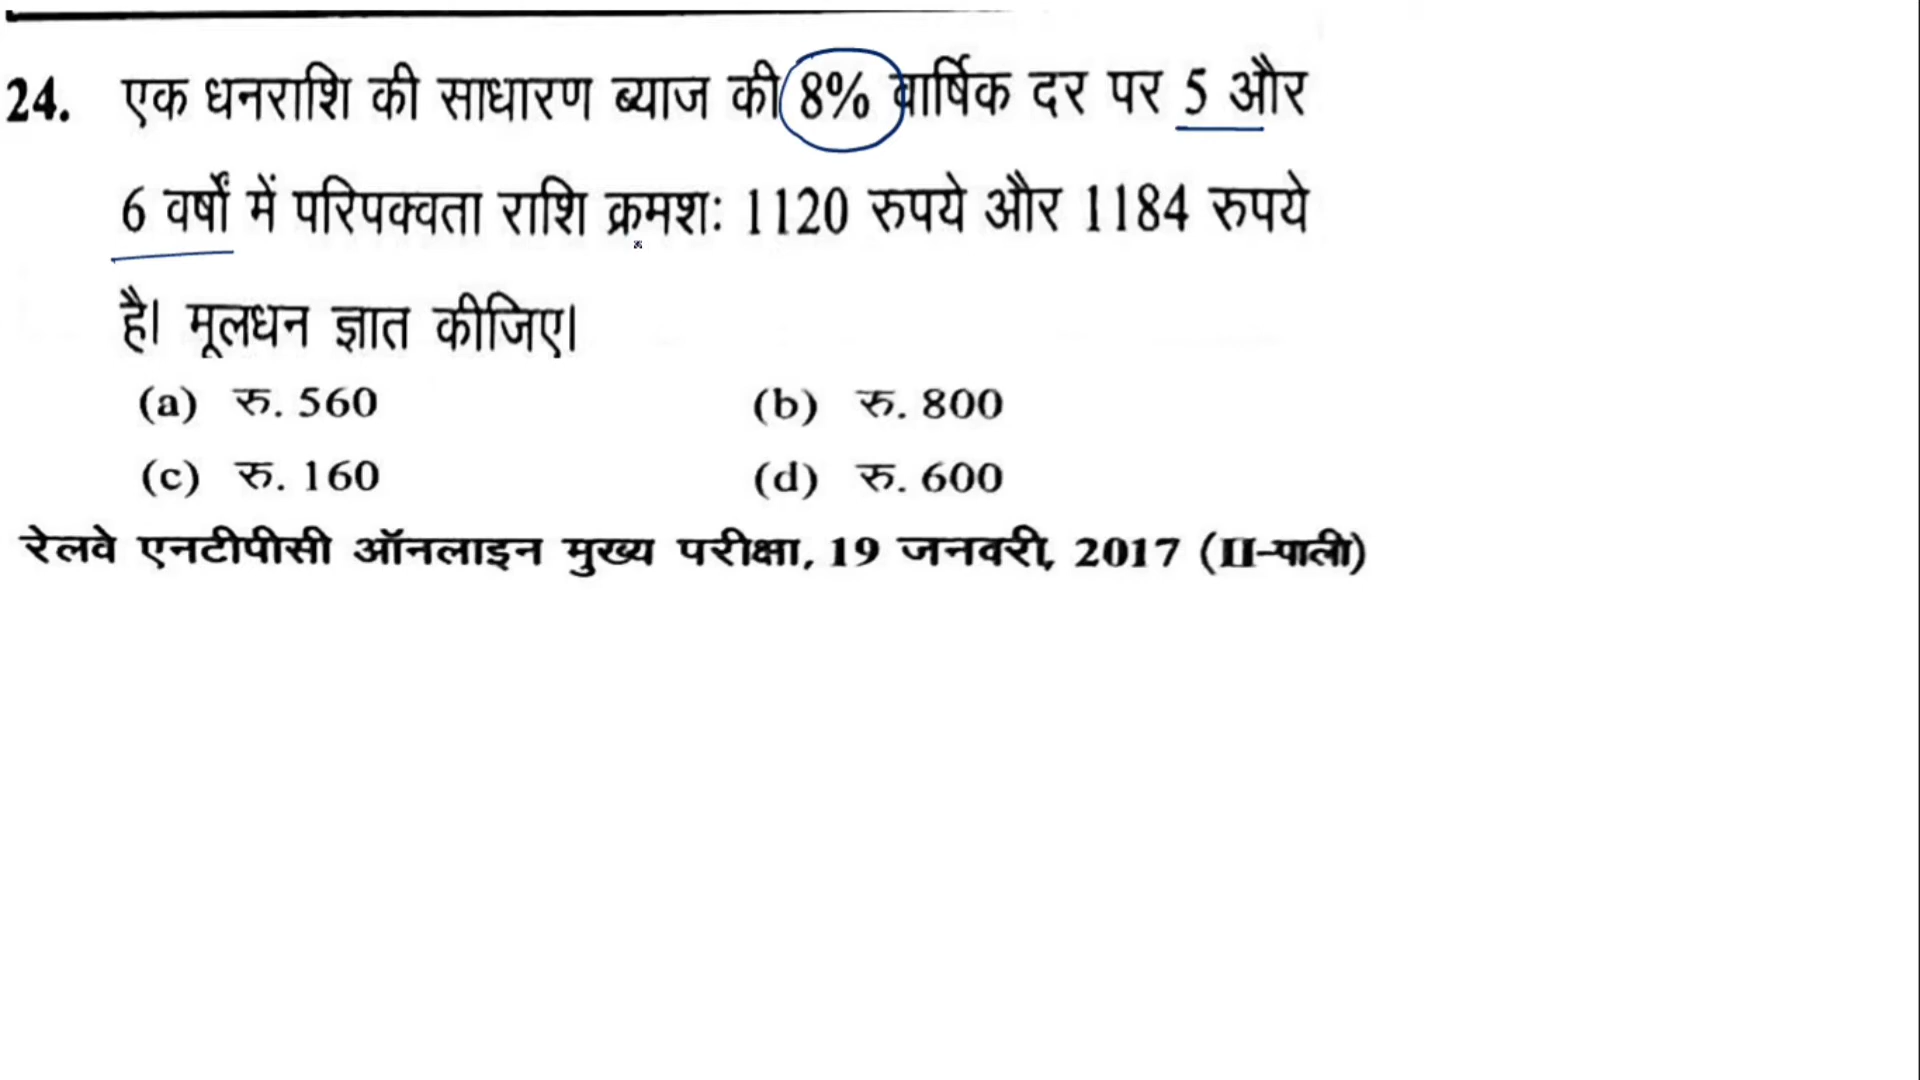 24. एक धनराशि की साधारण ब्याज की 8% वार्षिक दर पर 5 और
6 वर्षों में परिपक्वता राशि क्रमशः 1120 रुपये और 1184 रुपये
है। मूलधन ज्ञात कीजिए।
(a) रु. 560 (b) रु. 800
(c) रु. 160 (d) रु. 600
रेलवे एनटीपीसी ऑनलाइन मुख्य परीक्षा, 19 जनवरी, 2017 (II-पाली)